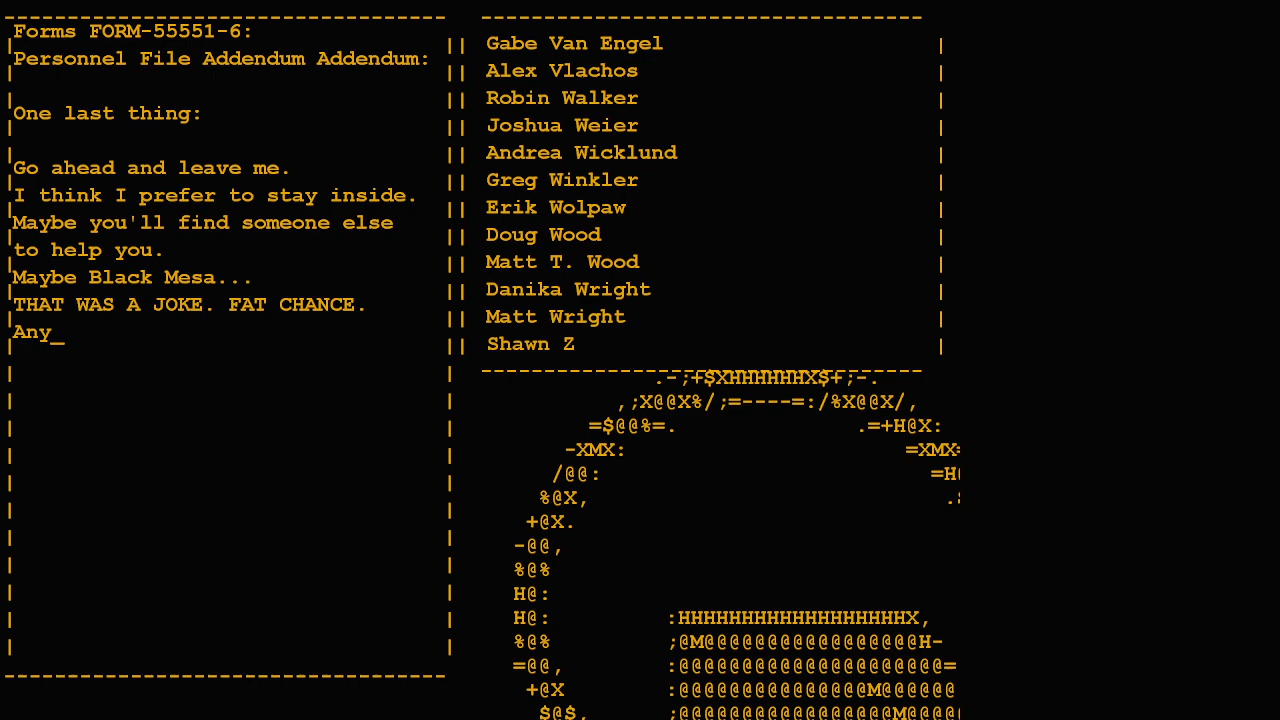 Forms FORM-55551-6:
Personnel File Addendum Addendum:
One last thing:
Go ahead and leave me.
I think I prefer to stay inside.
Maybe you'll find someone else
to help you.
Maybe Black Mesa...
THAT WAS A JOKE. FAT CHANCE.
Any_
Gabe Van Engel
Alex Vlachos
Robin Walker
Joshua Weier
Andrea Wicklund
Greg Winkler
Erik Wolpaw
Doug Wood
Matt T. Wood
Danika Wright
Matt Wright
Shawn Z